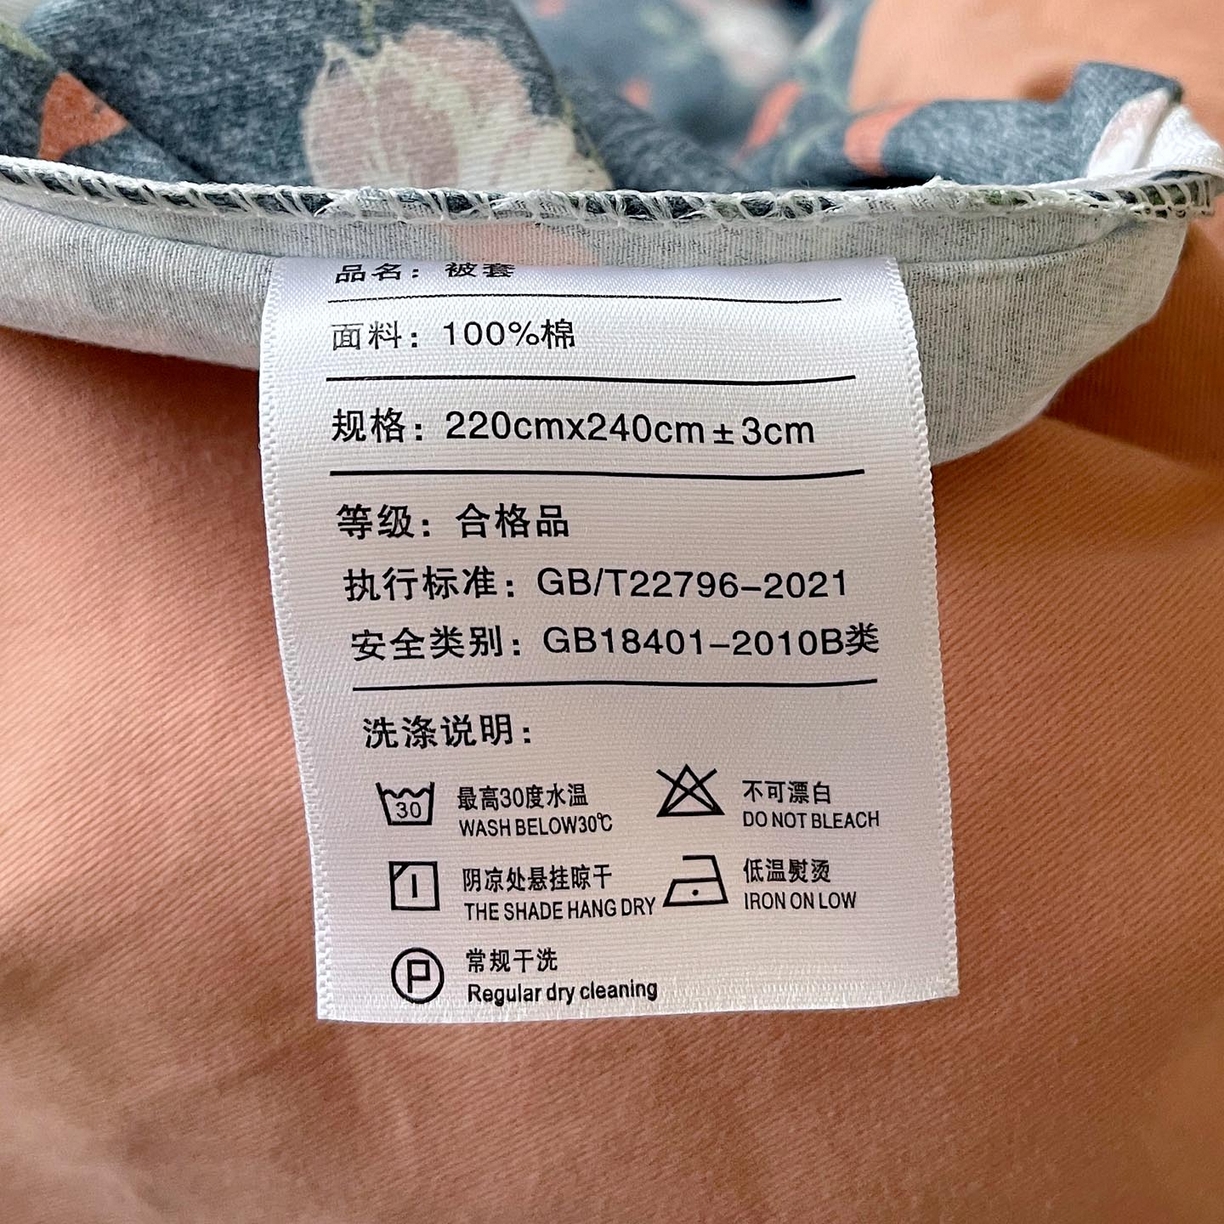 品名：被套
面料：100%棉
规格：220cmx240cm±3cm
等级：合格品
执行标准：GB/T22796-2021
安全类别：GB18401-2010B类
洗涤说明：
30 最高30度水温
WASH BELOW30℃
不可漂白
DO NOT BLEACH
阴凉处悬挂晾干
THE SHADE HANG DRY
低温熨烫
IRON ON LOW
P 常规干洗
Regular dry cleaning